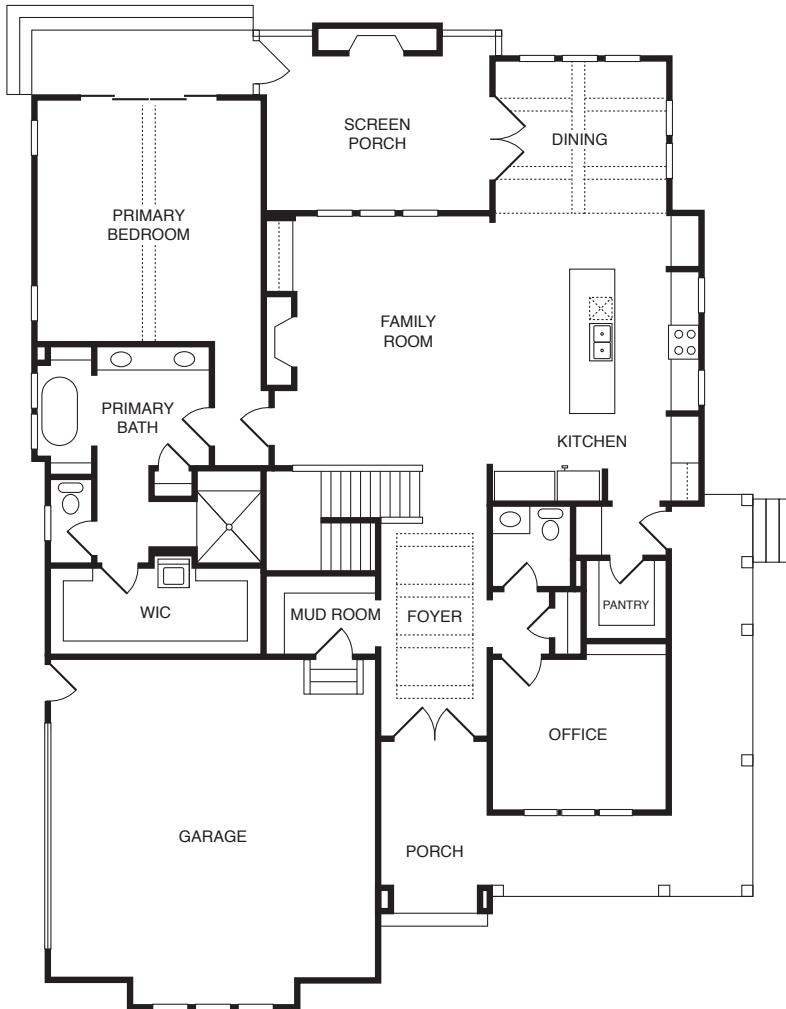 SCREEN
PORCH
DINING
PRIMARY
BEDROOM
FAMILY
ROOM
PRIMARY
BATH
KITCHEN
WIC
MUD ROOM
FOYER
PANTRY
OFFICE
GARAGE
PORCH